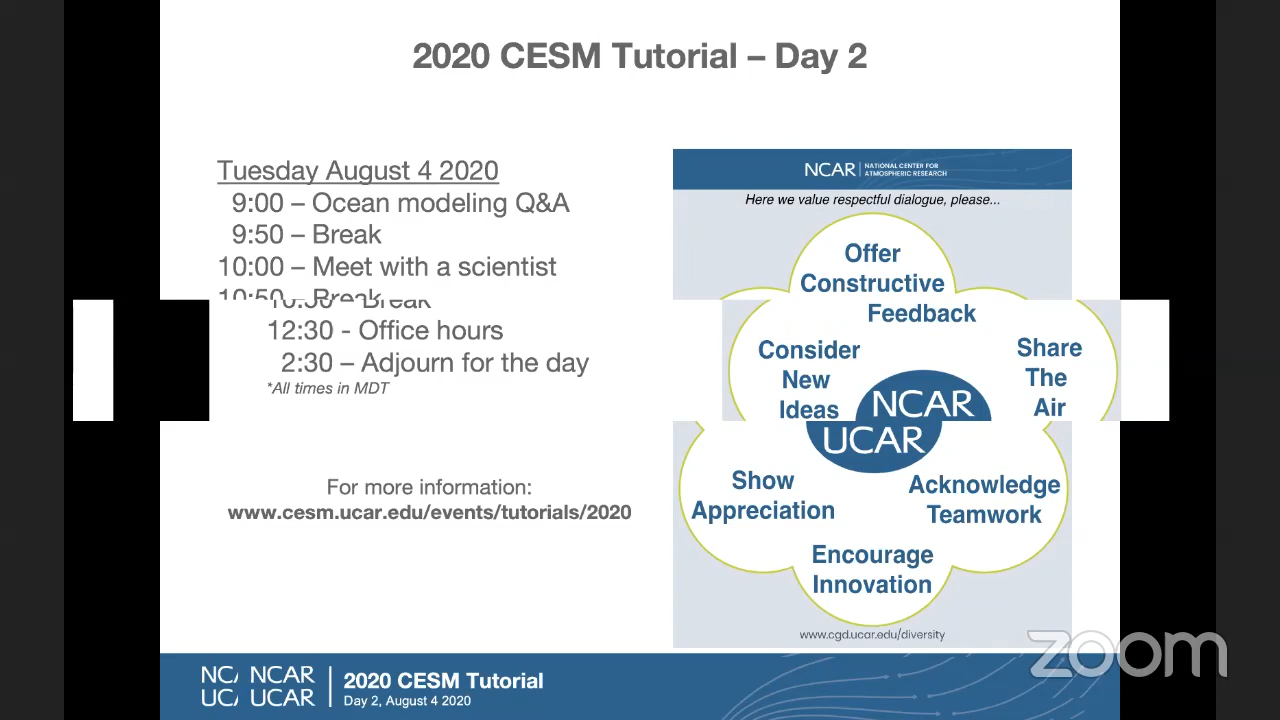 2020 CESM Tutorial – Day 2
Tuesday August 4 2020
9:00 – Ocean modeling Q&A
9:50 – Break
10:00 – Meet with a scientist
10:50 – Break
12:30 - Office hours
2:30 – Adjourn for the day
*All times in MDT
For more information:
www.cesm.ucar.edu/events/tutorials/2020
NCAR | NATIONAL CENTER FOR
ATMOSPHERIC RESEARCH
Here we value respectful dialogue, please...
Offer
Constructive
Feedback
Consider
New
Ideas
Share
The
Air
NCAR
UCAR
Show
Appreciation
Acknowledge
Teamwork
Encourage
Innovation
www.cgd.ucar.edu/diversity
zoom
NCAR
UCAR
2020 CESM Tutorial
Day 2, August 4 2020